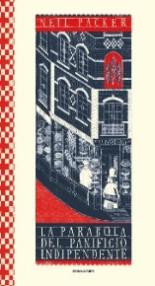 NEIL PACKER
LA PARABOLA
DEL PANIFICIO
INDIPENDENTE